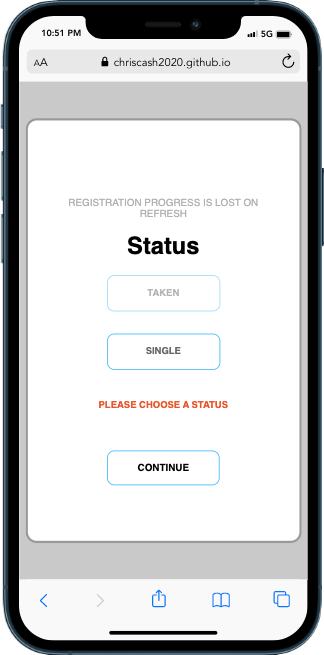 10:51 PM
5G
AA
chriscash2020.github.io
REGISTRATION PROGRESS IS LOST ON
REFRESH
Status
TAKEN
SINGLE
PLEASE CHOOSE A STATUS
CONTINUE